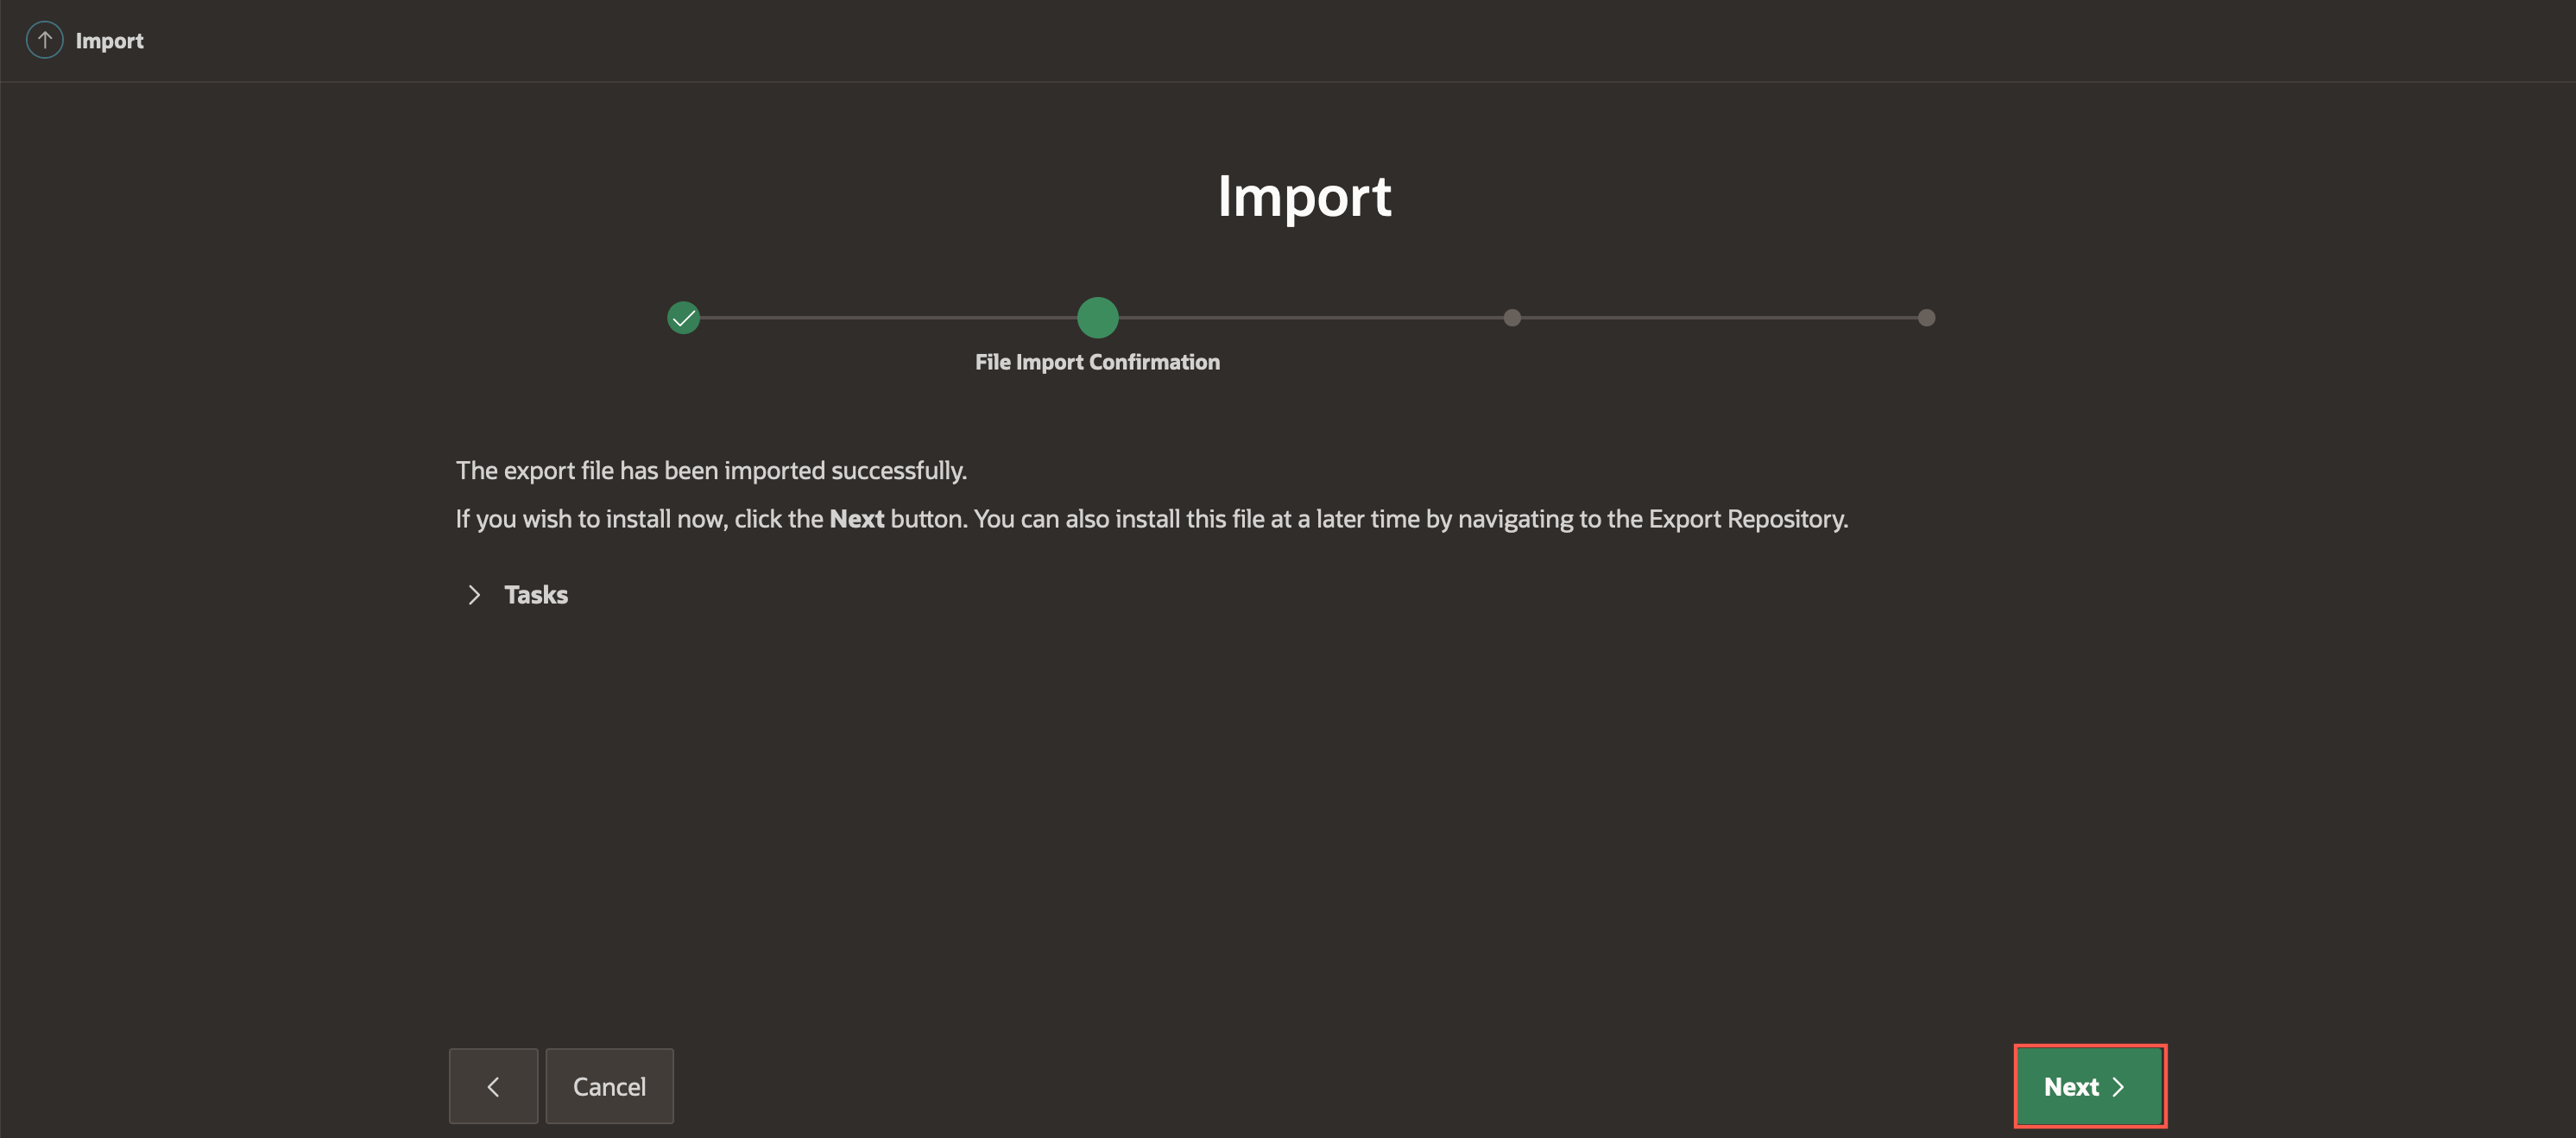 Import
Import
File Import Confirmation
The export file has been imported successfully.
If you wish to install now, click the Next button. You can also install this file at a later time by navigating to the Export Repository.
Tasks
Cancel
Next